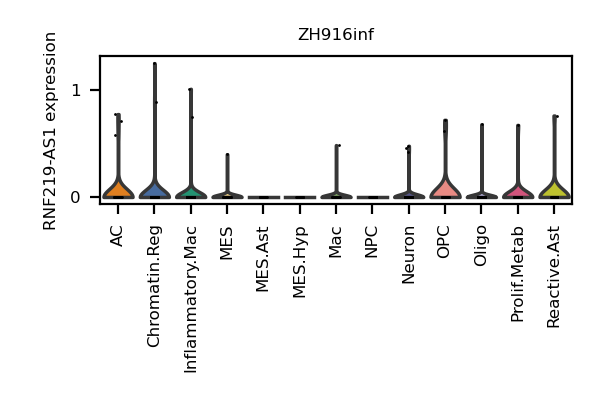 ZH916inf
RNF219-AS1 expression
1
0
AC
Chromatin.Reg
Inflammatory.Mac
MES
MES.Ast
MES.Hyp
Mac
NPC
Neuron
OPC
Oligo
Prolif.Metab
Reactive.Ast